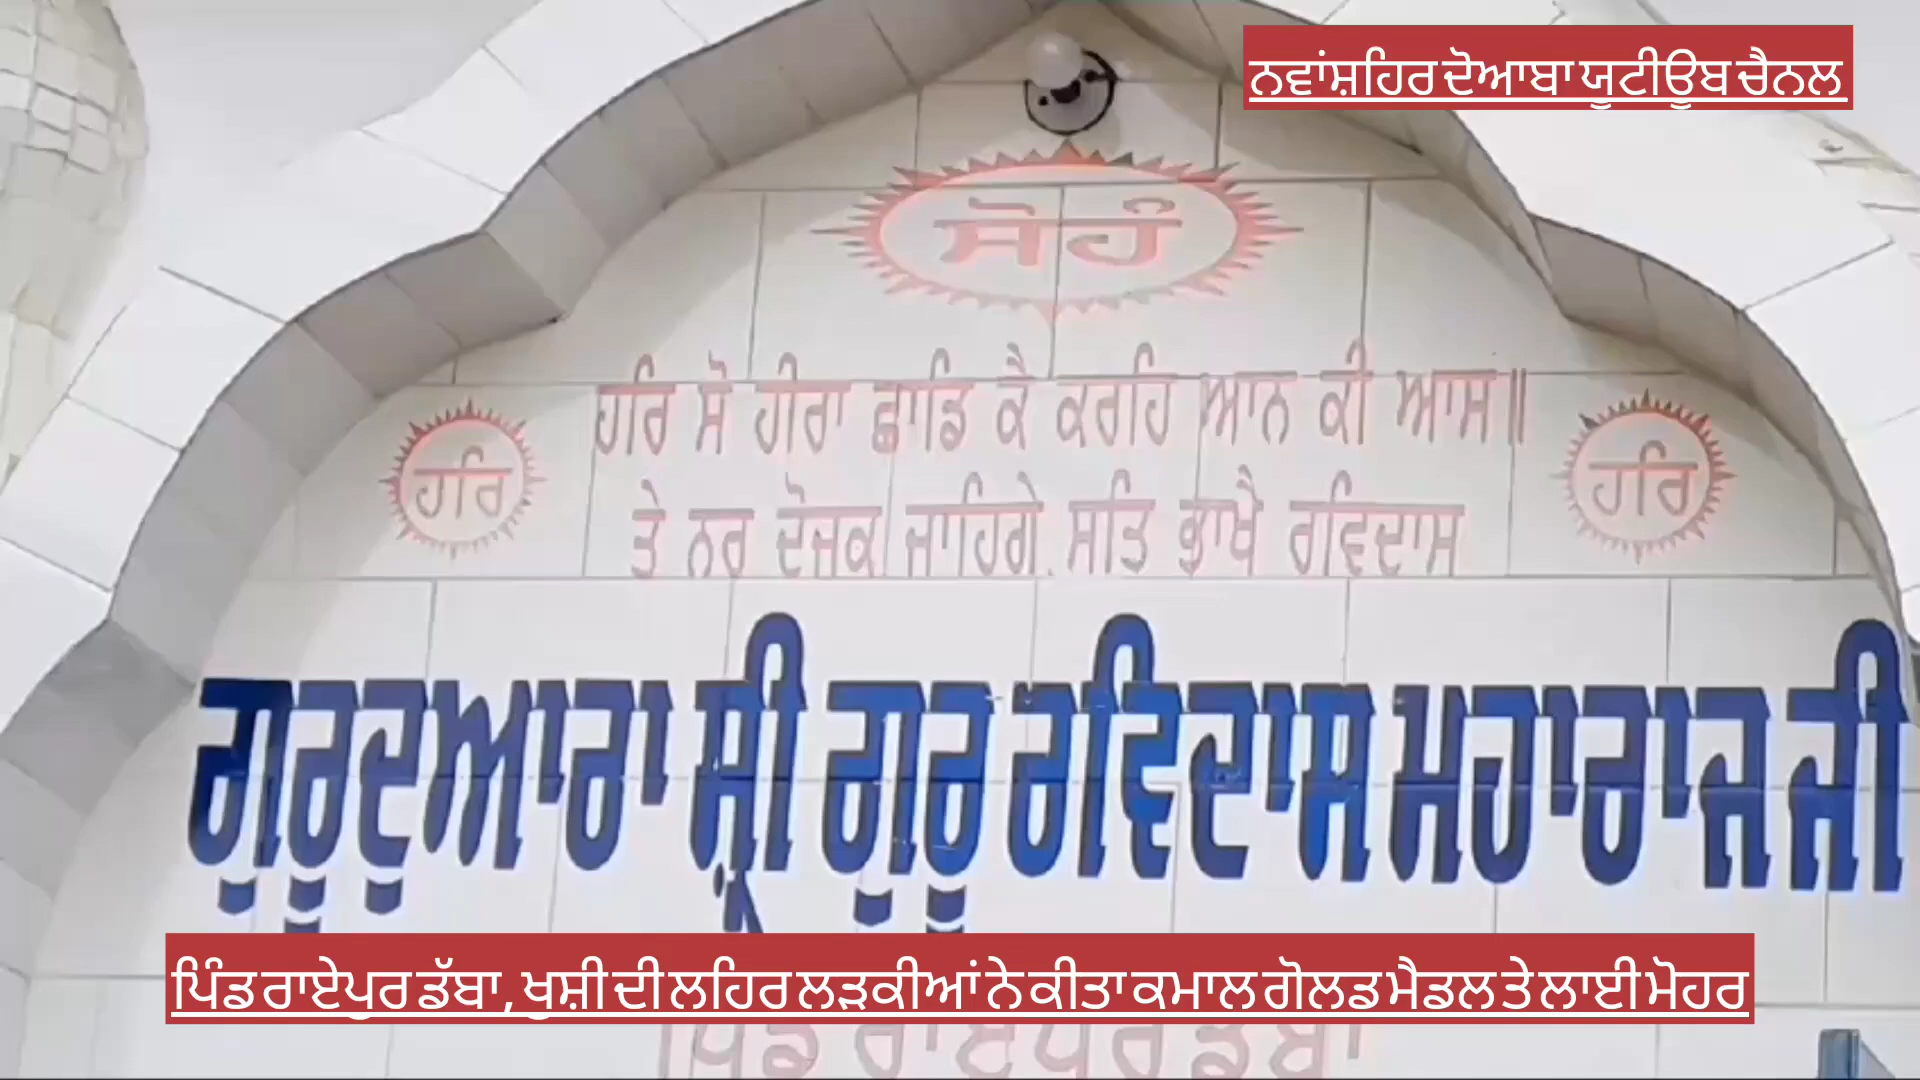 ਨਵਾਂਸ਼ਹਿਰ ਦੋਆਬਾ ਯੂਟੀਊਬ ਚੈਨਲ
ਸੋਹੰ
ਹਰਿ ਸੋ ਹੀਰਾ ਛਾਡਿ ਕੈ ਕਰਹਿ ਆਨ ਕੀ ਆਸ॥
ਹਰਿ
ਹਰਿ
ਤੇ ਨਰ ਦੋਜਕ ਜਾਹਿਗੇ ਸਤਿ ਭਾਖੈ ਰਵਿਦਾਸ
ਗੁਰੂਦੁਆਰਾ ਸ੍ਰੀ ਗੁਰੂ ਰਵਿਦਾਸ ਮਹਾਰਾਜ ਜੀ
ਪਿੰਡ ਰਾਏਪੁਰ ਡੱਬਾ, ਖੁਸ਼ੀ ਦੀ ਲਹਿਰ ਲੜਕੀਆਂ ਨੇ ਕੀਤਾ ਕਮਾਲ ਗੋਲਡ ਮੈਡਲ ਤੇ ਲਾਈ ਮੋਹਰ
ਪਿੰਡ ਰਾਏਪੁਰ ਡੱਬਾ